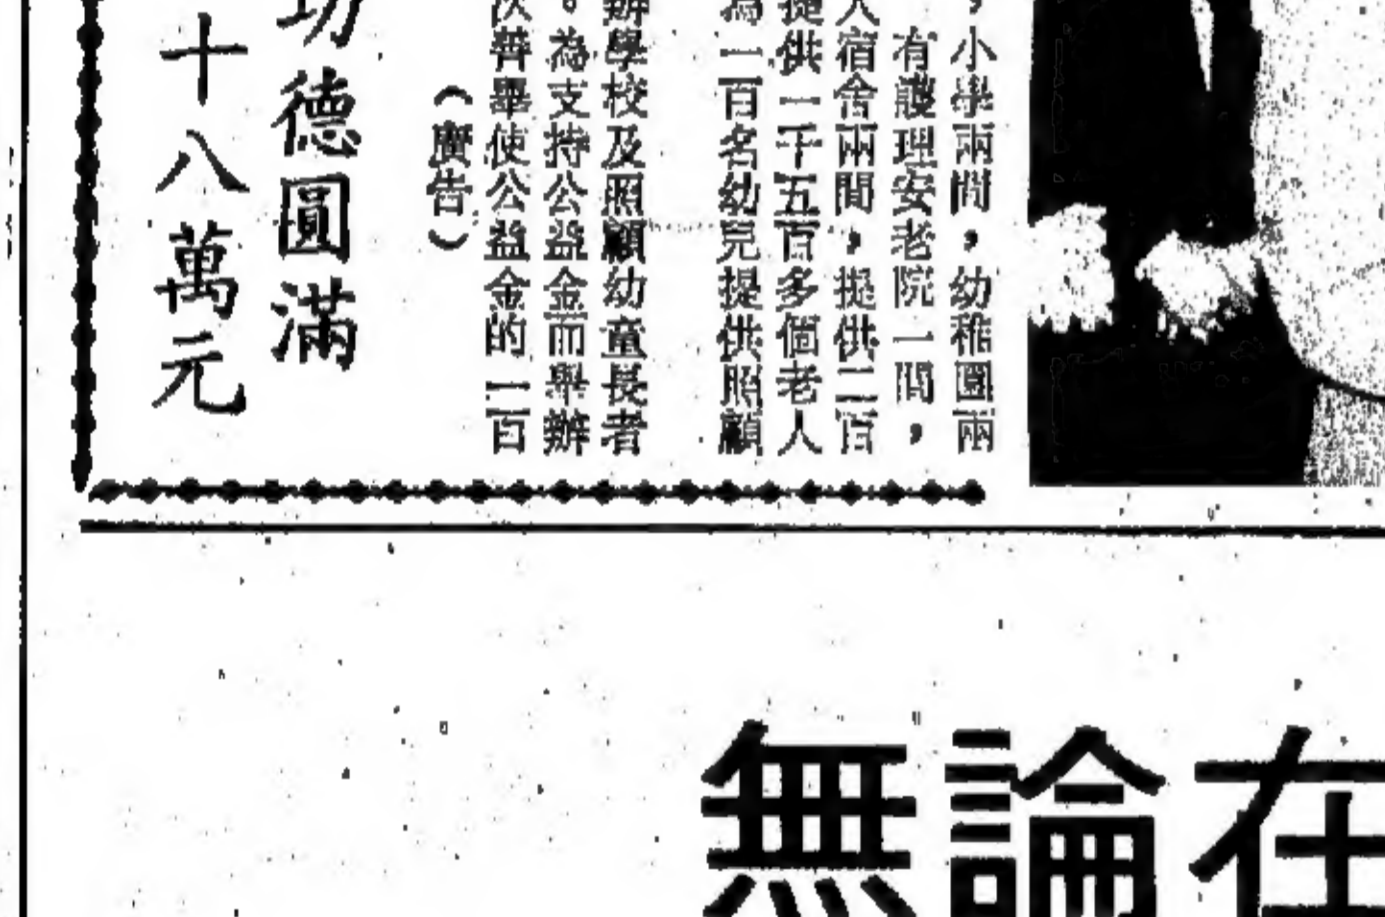 ，小學兩間，幼稚園兩
有護理安老院一間，
人宿舍兩間，提供二百
提供一千五百多個老人
為一百名幼兒提供照顧
辦學校及照顧幼童長者
。為支持公益金而舉辦
次善舉使公益金的一百
（廣告）
功德圓滿
十八萬元
無論在